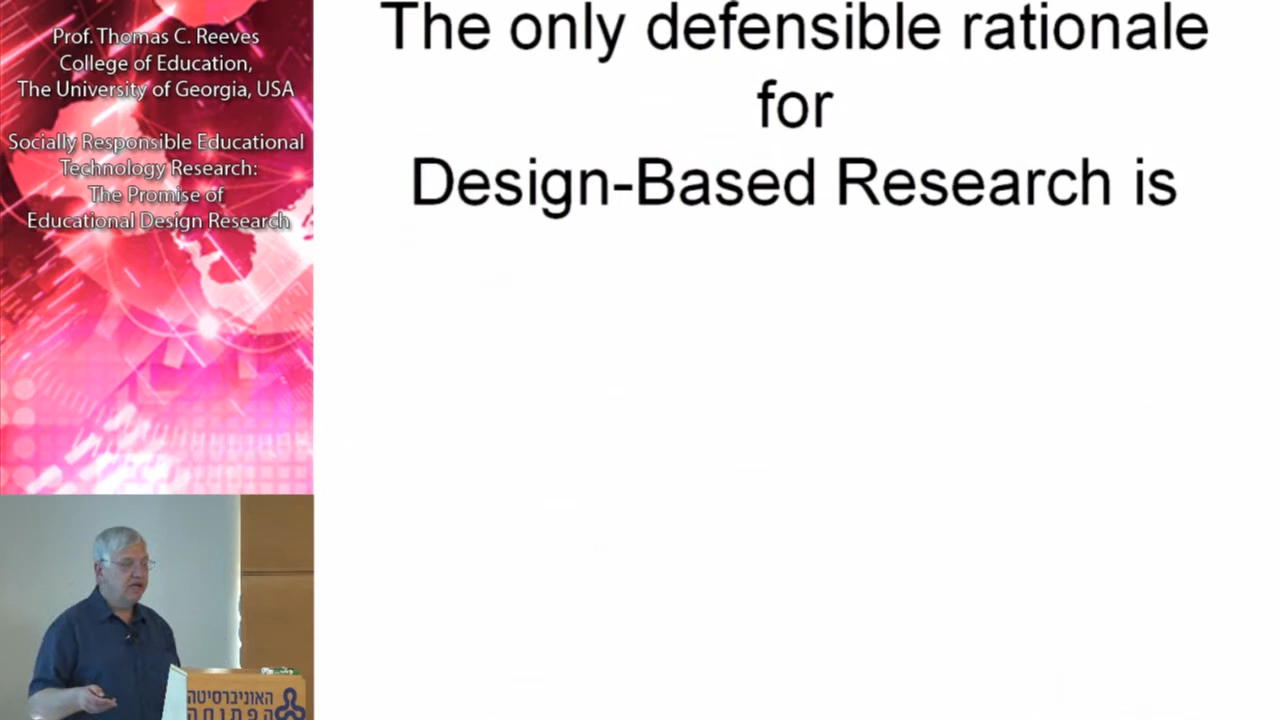 Prof. Thomas C. Reeves
College of Education,
The University of Georgia, USA
Socially Responsible Educational
Technology Research:
The Promise of
Educational Design Research
The only defensible rationale
for
Design-Based Research is
האוניברסיטה
הפתוחה